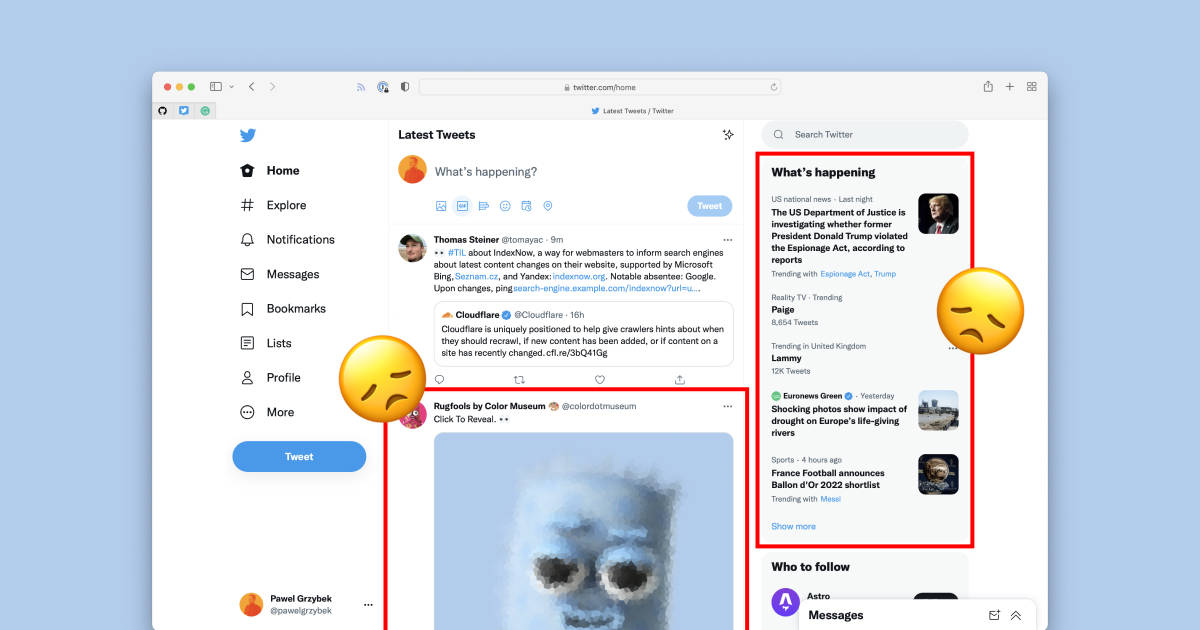 twitter.com/home
Latest Tweets / Twitter
Home
Explore
Notifications
Messages
Bookmarks
Lists
Profile
More
Tweet
Pawel Grzybek
@pawelgrzybek
Latest Tweets
What's happening?
GIF
Tweet
Thomas Steiner @tomayac · 9m
👀 #TIL about IndexNow, a way for webmasters to inform search engines
about latest content changes on their website, supported by Microsoft
Bing, Seznam.cz, and Yandex: indexnow.org. Notable absentee: Google.
Upon changes, ping search-engine.example.com/indexnow?url=u….
Cloudflare @Cloudflare · 16h
Cloudflare is uniquely positioned to help give crawlers hints about when
they should recrawl, if new content has been added, or if content on a
site has recently changed. cfl.re/3bQ41Gg
Rugfools by Color Museum @colordotmuseum
Click To Reveal. 👀
Search Twitter
What's happening
US national news · Last night
The US Department of Justice is
investigating whether former
President Donald Trump violated
the Espionage Act, according to
reports
Trending with Espionage Act, Trump
Reality TV · Trending
Paige
8,654 Tweets
Trending in United Kingdom
Lammy
12K Tweets
Euronews Green · Yesterday
Shocking photos show impact of
drought on Europe's life-giving
rivers
Sports · 4 hours ago
France Football announces
Ballon d'Or 2022 shortlist
Trending with Messi
Show more
Who to follow
Astro
Messages